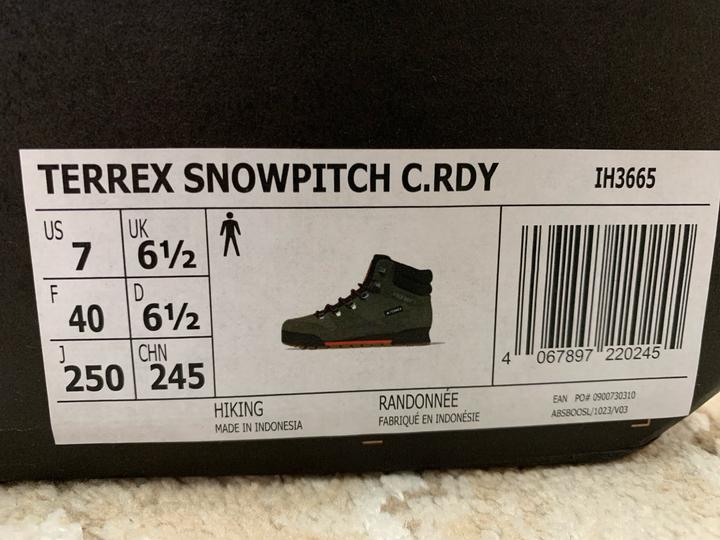 TERREX SNOWPITCH C.RDY IH3665
US 7 UK 6½
F 40 D 6½
J 250 CHN 245
4 067897 220245
HIKING RANDONNÉE
MADE IN INDONESIA FABRIQUÉ EN INDONÉSIE
EAN PO# 0900730310
ABSBOOSL/1023/V03